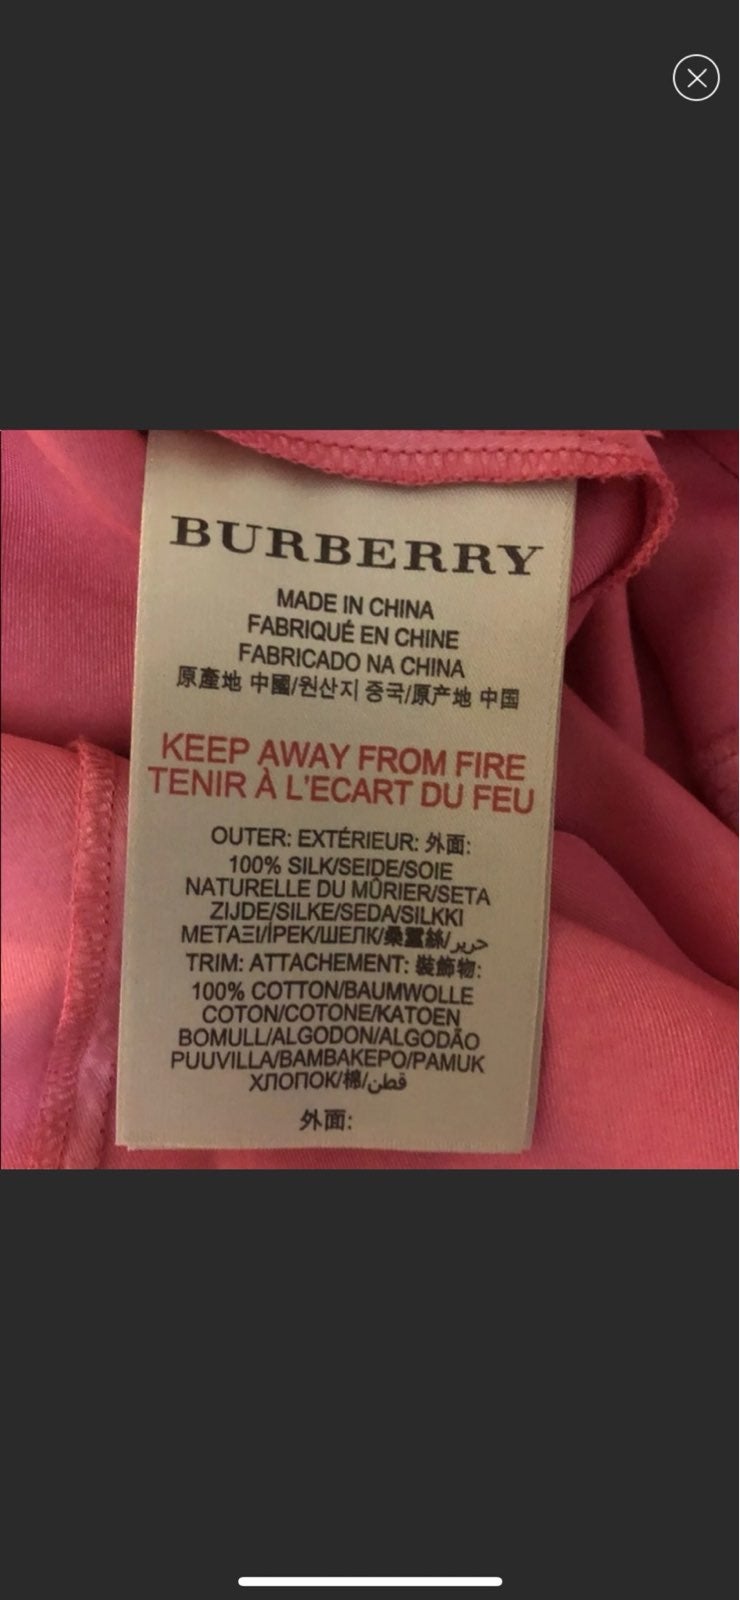 BURBERRY
MADE IN CHINA
FABRIQUÉ EN CHINE
FABRICADO NA CHINA
原產地 中國/원산지 중국/原产地 中国
KEEP AWAY FROM FIRE
TENIR À L'ECART DU FEU
OUTER: EXTÉRIEUR: 外面:
100% SILK/SEIDE/SOIE
NATURELLE DU MÛRIER/SETA
ZIJDE/SILKE/SEDA/SILKKI
ΜΕΤΑΞΙ/İPEK/ШЕЛК/桑蠶絲/حرير
TRIM: ATTACHEMENT: 裝飾物:
100% COTTON/BAUMWOLLE
COTON/COTONE/KATOEN
BOMULL/ALGODON/ALGODÃO
PUUVILLA/ΒΑΜΒΑΚΕΡΟ/PAMUK
ХЛОПОК/棉/قطن
外面: